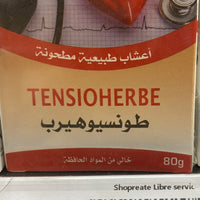 أعشاب طبيعية مطحونة
TENSIOHERBE
طونسيوهيرب
خالي من المواد الحافظة
80g
Shopreate Libre servic